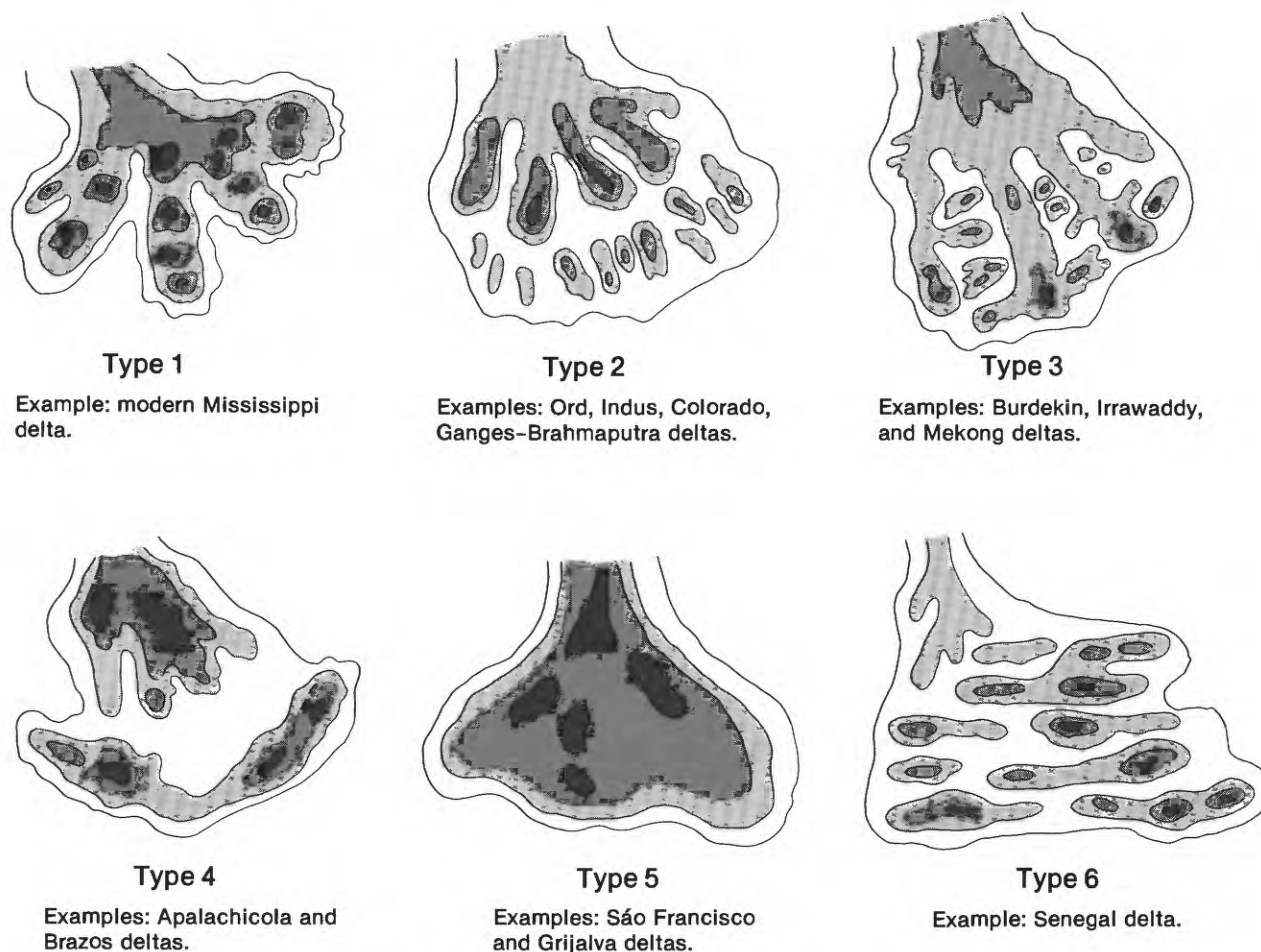 Type 1
Example: modern Mississippi
delta.
Type 2
Examples: Ord, Indus, Colorado,
Ganges–Brahmaputra deltas.
Type 3
Examples: Burdekin, Irrawaddy,
and Mekong deltas.
Type 4
Examples: Apalachicola and
Brazos deltas.
Type 5
Examples: Sáo Francisco
and Grijalva deltas.
Type 6
Example: Senegal delta.